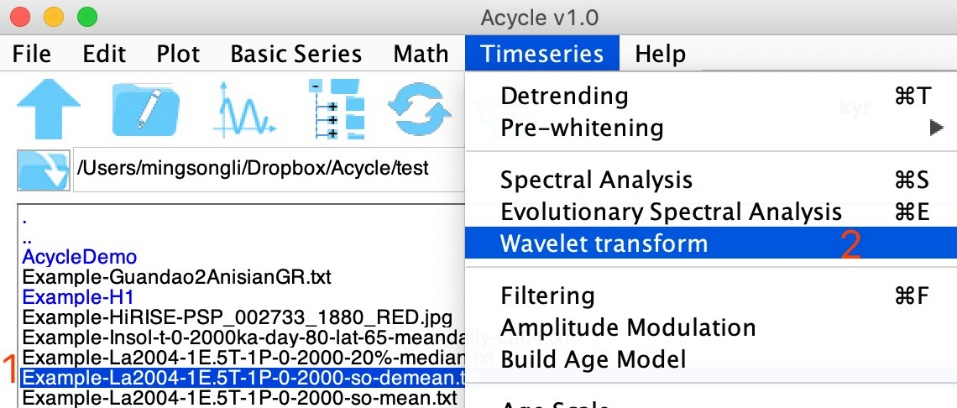 Acycle v1.0
File Edit Plot Basic Series Math Timeseries Help
Detrending ⌘T
kyr
Pre-whitening ▶
/Users/mingsongli/Dropbox/Acycle/test
Spectral Analysis ⌘S
Evolutionary Spectral Analysis ⌘E
Wavelet transform 2
Filtering ⌘F
Amplitude Modulation
Build Age Model
Age Scale
.
..
AcycleDemo
Example-Guandao2AnisianGR.txt
Example-H1
Example-HiRISE-PSP_002733_1880_RED.jpg
Example-Insol-t-0-2000ka-day-80-lat-65-meandaily
Example-La2004-1E.5T-1P-0-2000-20%-median.txt
1 Example-La2004-1E.5T-1P-0-2000-so-demean.t
Example-La2004-1E.5T-1P-0-2000-so-mean.txt